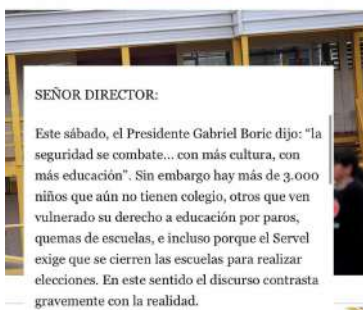 SEÑOR DIRECTOR:
Este sábado, el Presidente Gabriel Boric dijo: “la
seguridad se combate... con más cultura, con
más educación”. Sin embargo hay más de 3.000
niños que aún no tienen colegio, otros que ven
vulnerado su derecho a educación por paros,
quemas de escuelas, e incluso porque el Servel
exige que se cierren las escuelas para realizar
elecciones. En este sentido el discurso contrasta
gravemente con la realidad.